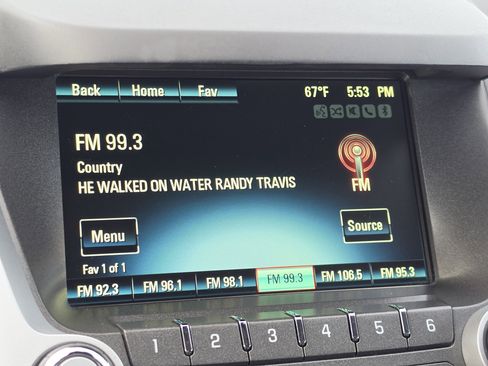 Back Home Fav 67°F 5:53 PM
FM 99.3
Country
HE WALKED ON WATER RANDY TRAVIS
FM
Menu Source
Fav 1 of 1
FM 92.3 FM 96.1 FM 98.1 FM 99.3 FM 106.5 FM 95.3
1 2 3 4 5 6